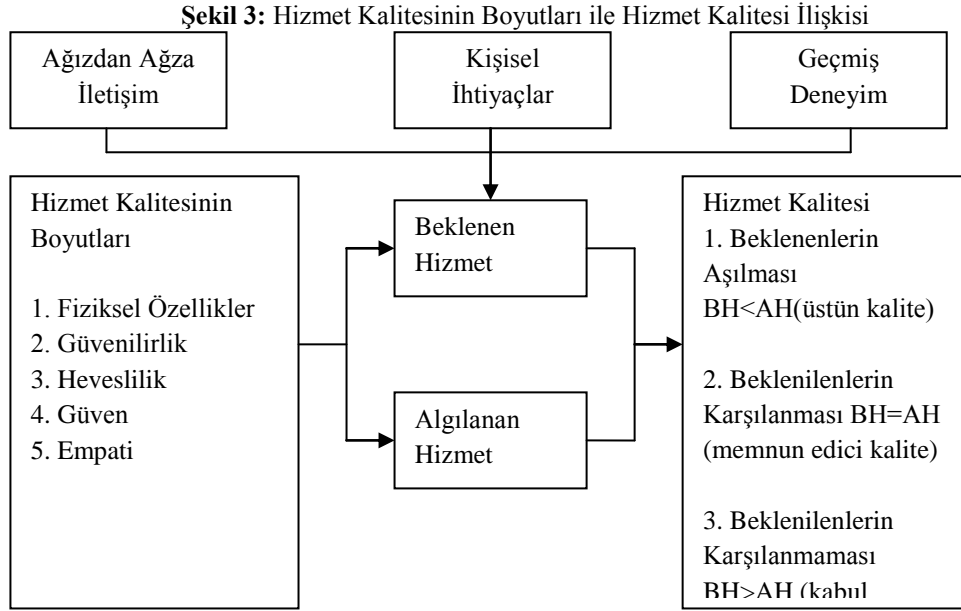 Şekil 3: Hizmet Kalitesinin Boyutları ile Hizmet Kalitesi İlişkisi
Ağızdan Ağza
İletişim
Kişisel
İhtiyaçlar
Geçmiş
Deneyim
Hizmet Kalitesinin
Boyutları
1. Fiziksel Özellikler
2. Güvenilirlik
3. Heveslilik
4. Güven
5. Empati
Beklenen
Hizmet
Algılanan
Hizmet
Hizmet Kalitesi
1. Beklenenlerin
Aşılması
BH<AH(üstün kalite)
2. Beklenilenlerin
Karşılanması BH=AH
(memnun edici kalite)
3. Beklenilenlerin
Karşılanmaması
BH>AH (kabul